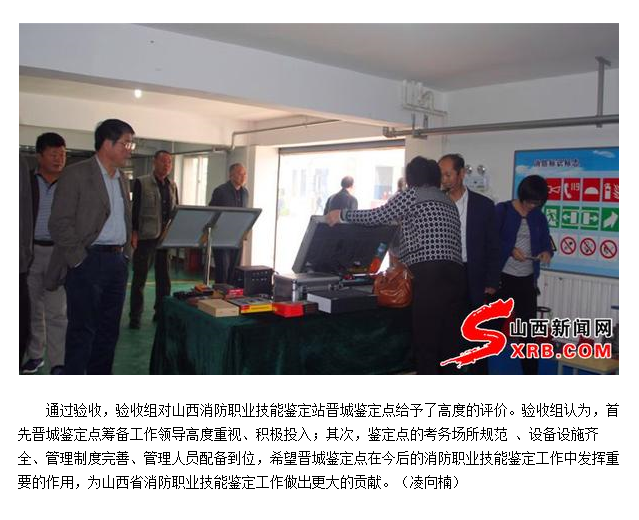 消防标识标志
119
山西新闻网
SXRB.COM
通过验收，验收组对山西消防职业技能鉴定站晋城鉴定点给予了高度的评价。验收组认为，首
先晋城鉴定点筹备工作领导高度重视、积极投入；其次，鉴定点的考务场所规范 、设备设施齐
全、管理制度完善、管理人员配备到位，希望晋城鉴定点在今后的消防职业技能鉴定工作中发挥重
要的作用，为山西省消防职业技能鉴定工作做出更大的贡献。（凌向楠）